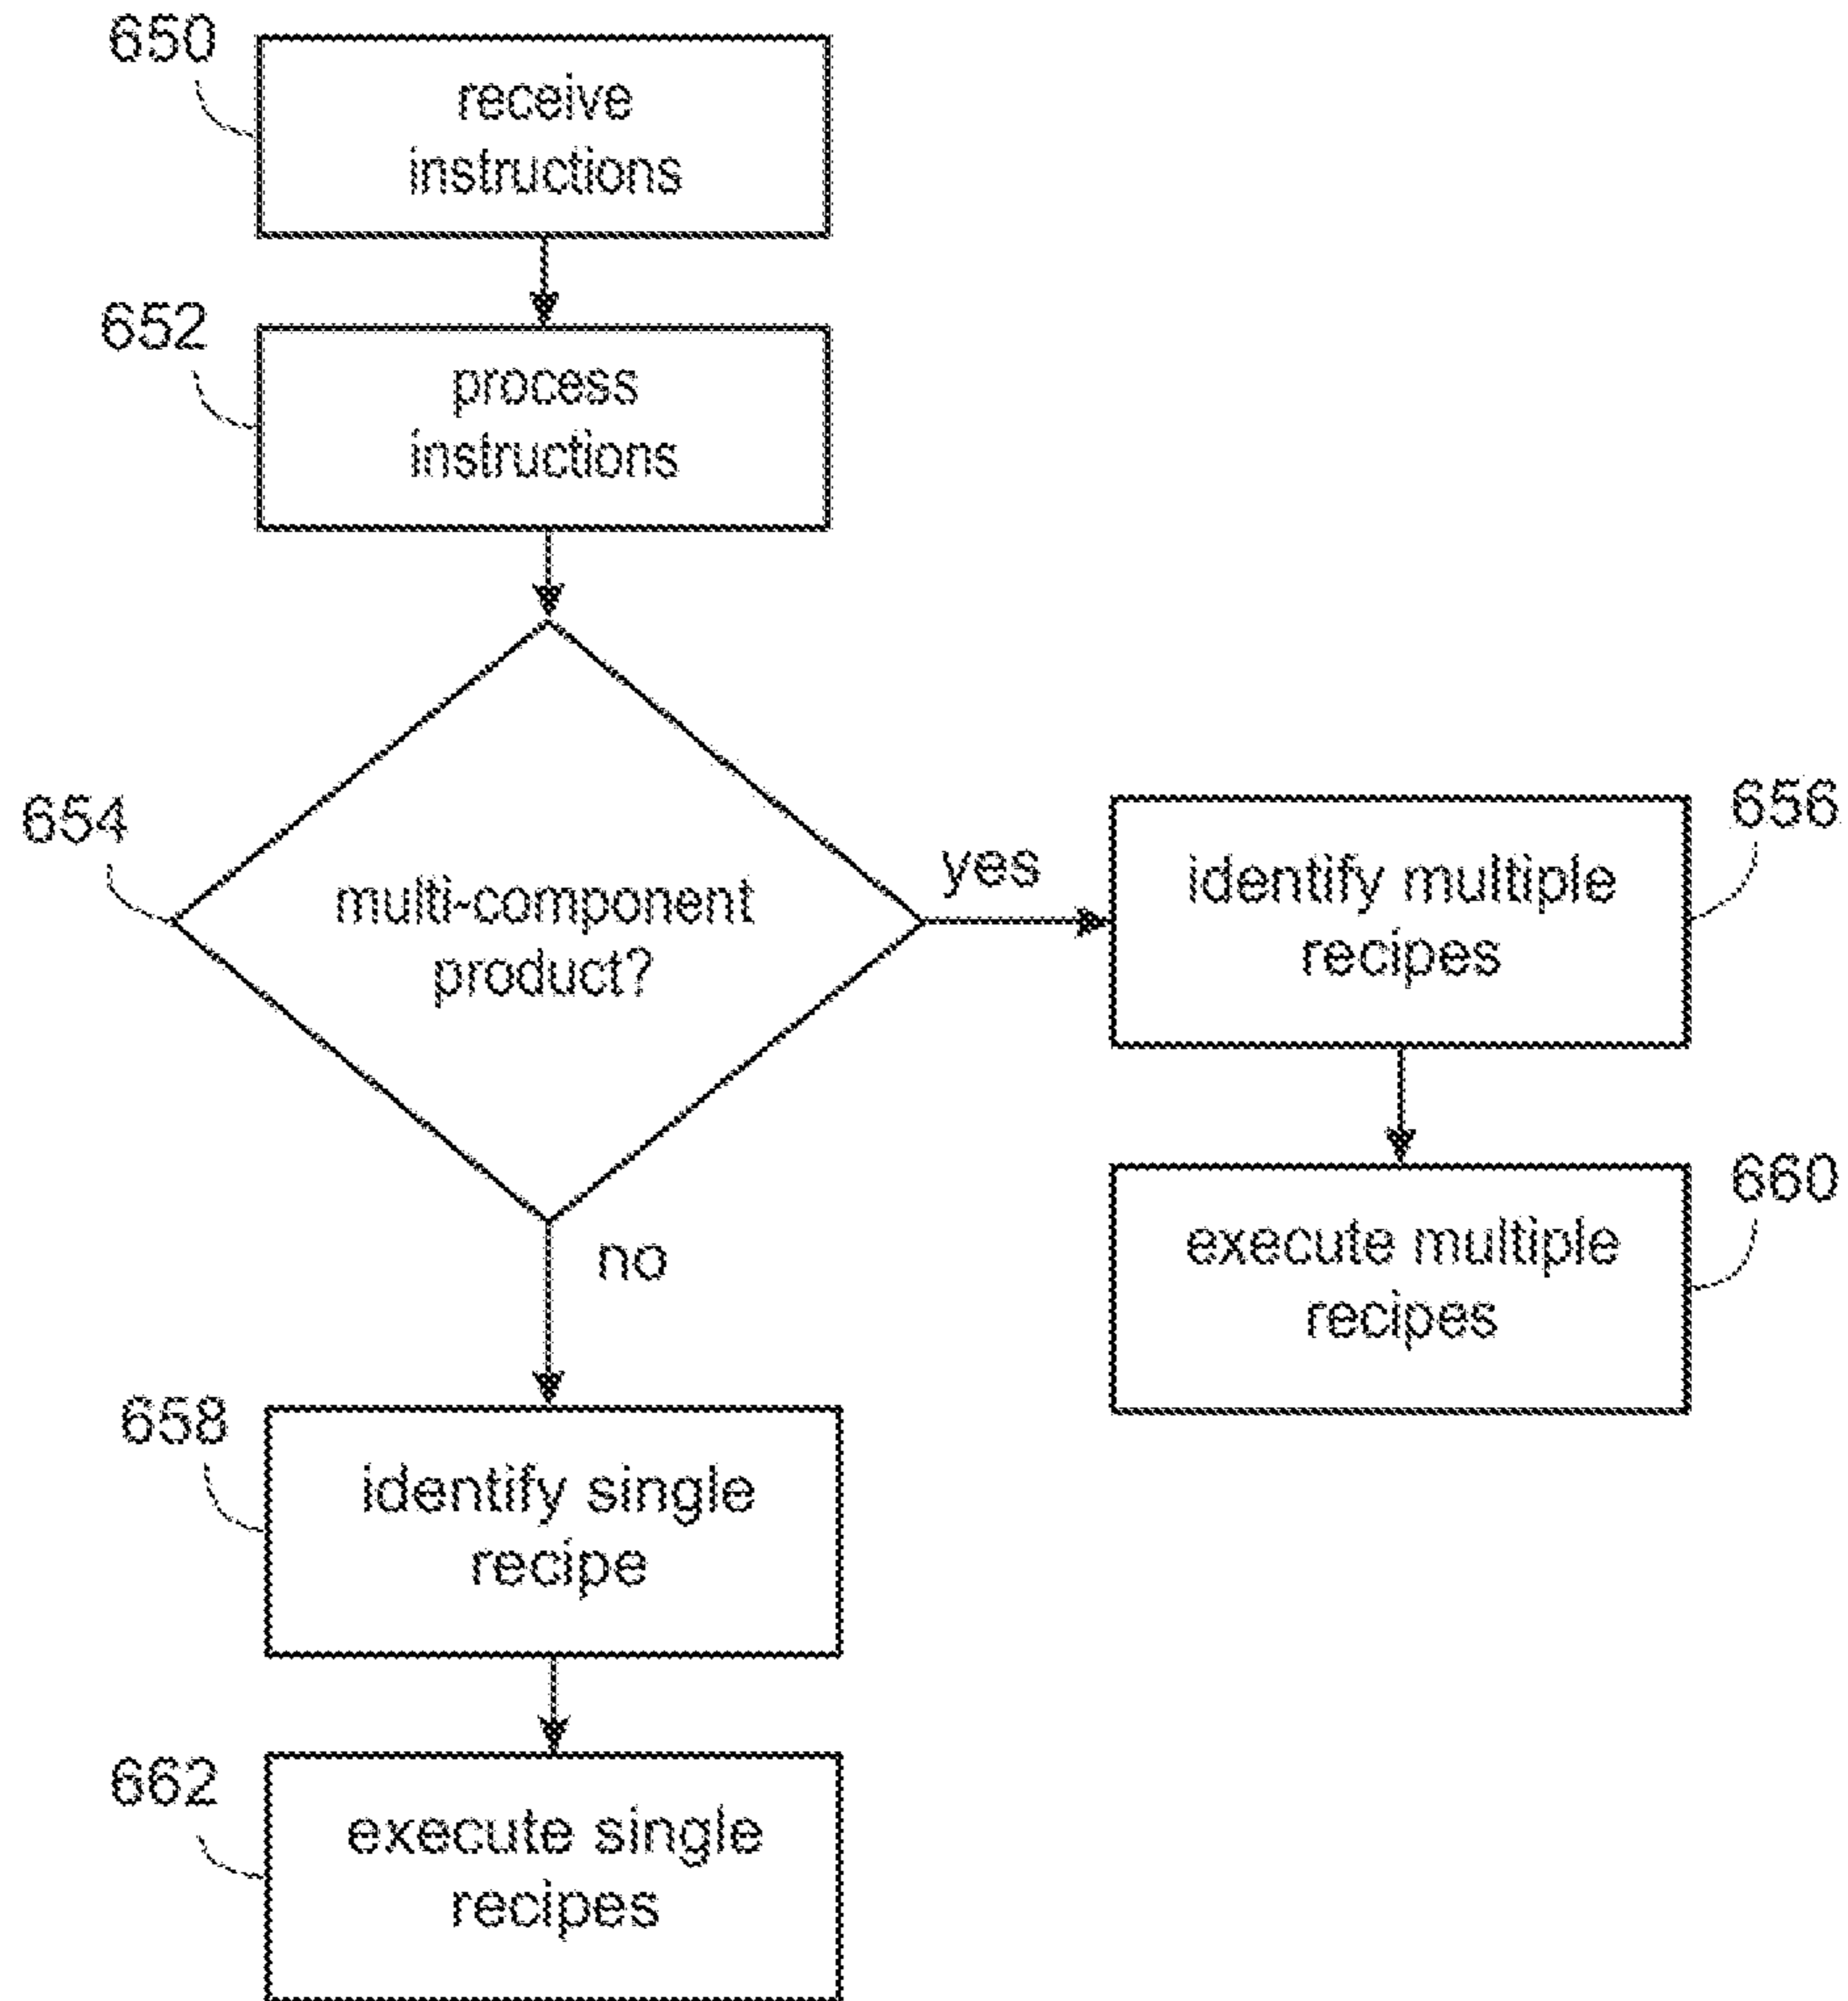 650
receive
instructions
652
process
instructions
654
multi-component
product?
yes
656
identify multiple
recipes
660
execute multiple
recipes
no
658
identify single
recipe
662
execute single
recipes